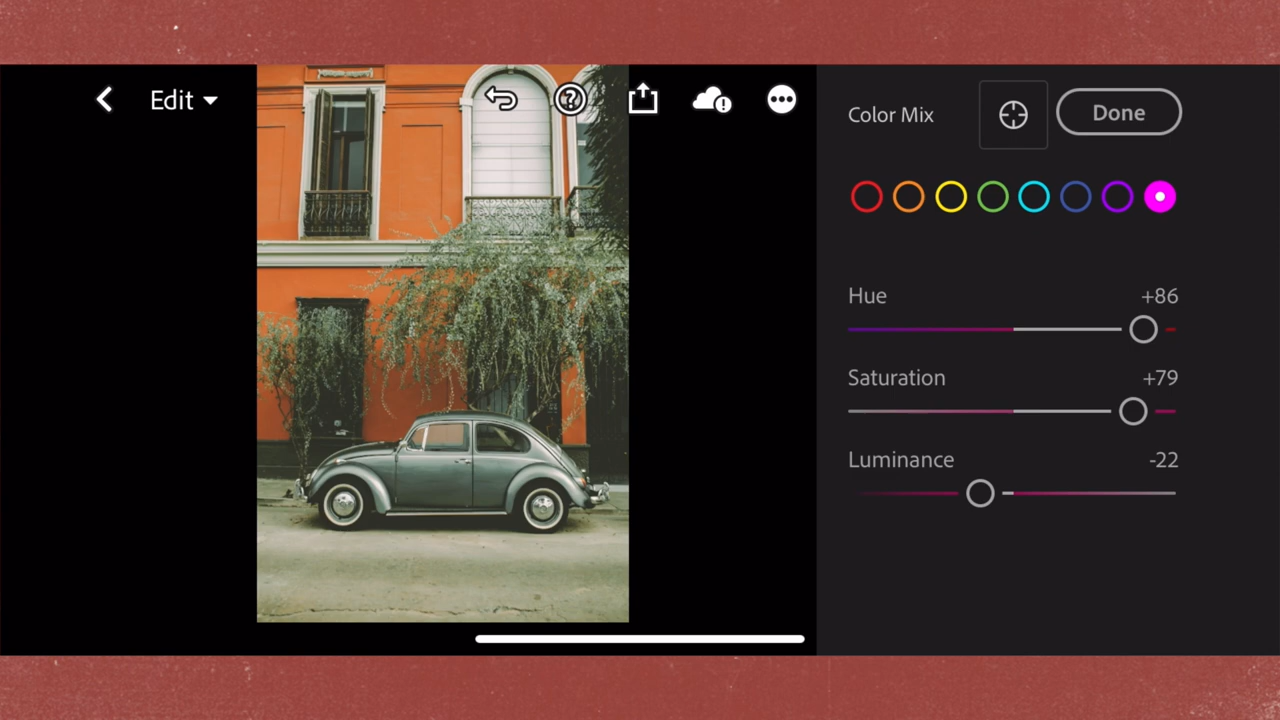 Edit
Color Mix
Done
Hue +86
Saturation +79
Luminance -22